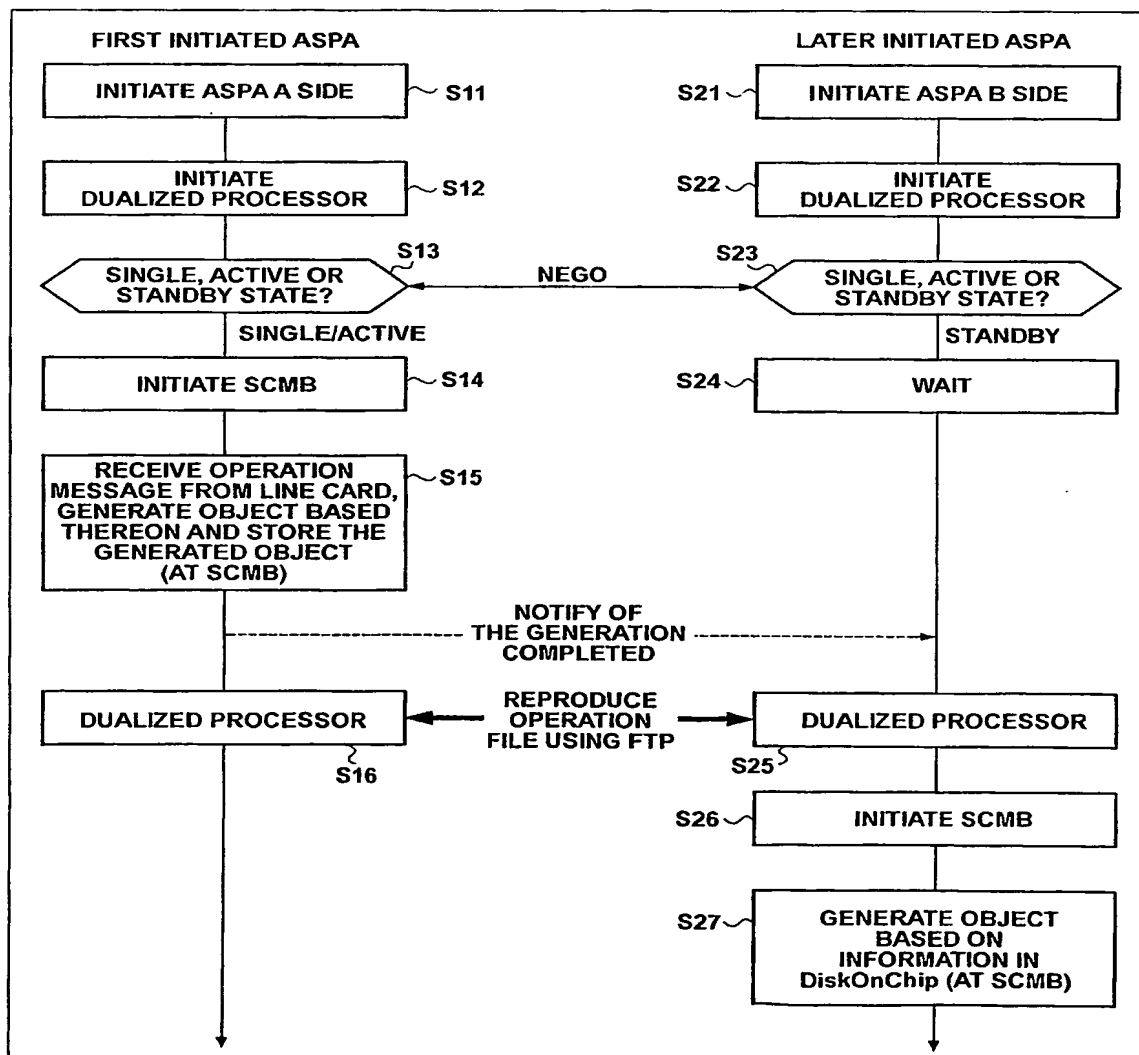 FIRST INITIATED ASPA
LATER INITIATED ASPA
INITIATE ASPA A SIDE
S11
S21
INITIATE ASPA B SIDE
INITIATE
DUALIZED PROCESSOR
S12
S22
INITIATE
DUALIZED PROCESSOR
S13
SINGLE, ACTIVE OR
STANDBY STATE?
NEGO
S23
SINGLE, ACTIVE OR
STANDBY STATE?
SINGLE/ACTIVE
STANDBY
INITIATE SCMB
S14
S24
WAIT
RECEIVE OPERATION
MESSAGE FROM LINE CARD,
GENERATE OBJECT BASED
THEREON AND STORE THE
GENERATED OBJECT
(AT SCMB)
S15
NOTIFY OF
THE GENERATION
COMPLETED
DUALIZED PROCESSOR
S16
REPRODUCE
OPERATION
FILE USING FTP
DUALIZED PROCESSOR
S25
S26
INITIATE SCMB
S27
GENERATE OBJECT
BASED ON
INFORMATION IN
DiskOnChip (AT SCMB)